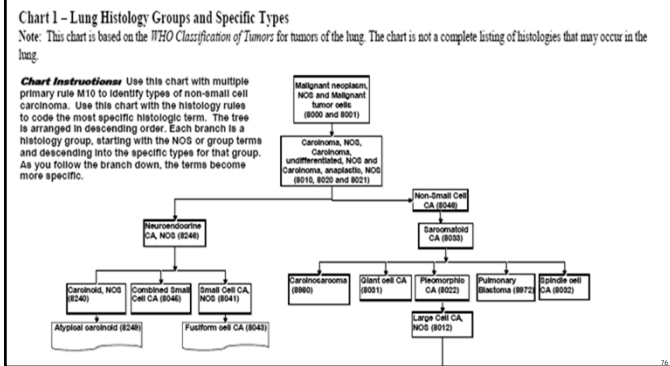 Chart 1 – Lung Histology Groups and Specific Types
Note: This chart is based on the WHO Classification of Tumors for tumors of the lung. The chart is not a complete listing of histologies that may occur in the
lung.
Chart Instructions: Use this chart with multiple
primary rule M10 to identify types of non-small cell
carcinoma. Use this chart with the histology rules
to code the most specific histologic term. The tree
is arranged in descending order. Each branch is a
histology group, starting with the NOS or group terms
and descending into the specific types for that group.
As you follow the branch down, the terms become
more specific.
Malignant neoplasm,
NOS and Malignant
tumor cells
(8000 and 8001)
Carcinoma, NOS,
Carcinoma,
undifferentiated, NOS and
Carcinoma, anaplastic, NOS
(8010, 8020 and 8021)
Non-Small Cell
CA (8046)
Neuroendocrine
CA, NOS (8246)
Sarcomatoid
CA (8033)
Carcinoid, NOS
(8240)
Combined Small
Cell CA (8045)
Small Cell CA,
NOS (8041)
Carcinosarcoma
(8980)
Giant cell CA
(8031)
Pleomorphic
CA (8022)
Pulmonary
Blastoma (8972)
Spindle cell
CA (8032)
Atypical carcinoid (8249)
Fusiform cell CA (8043)
Large Cell CA,
NOS (8012)
76